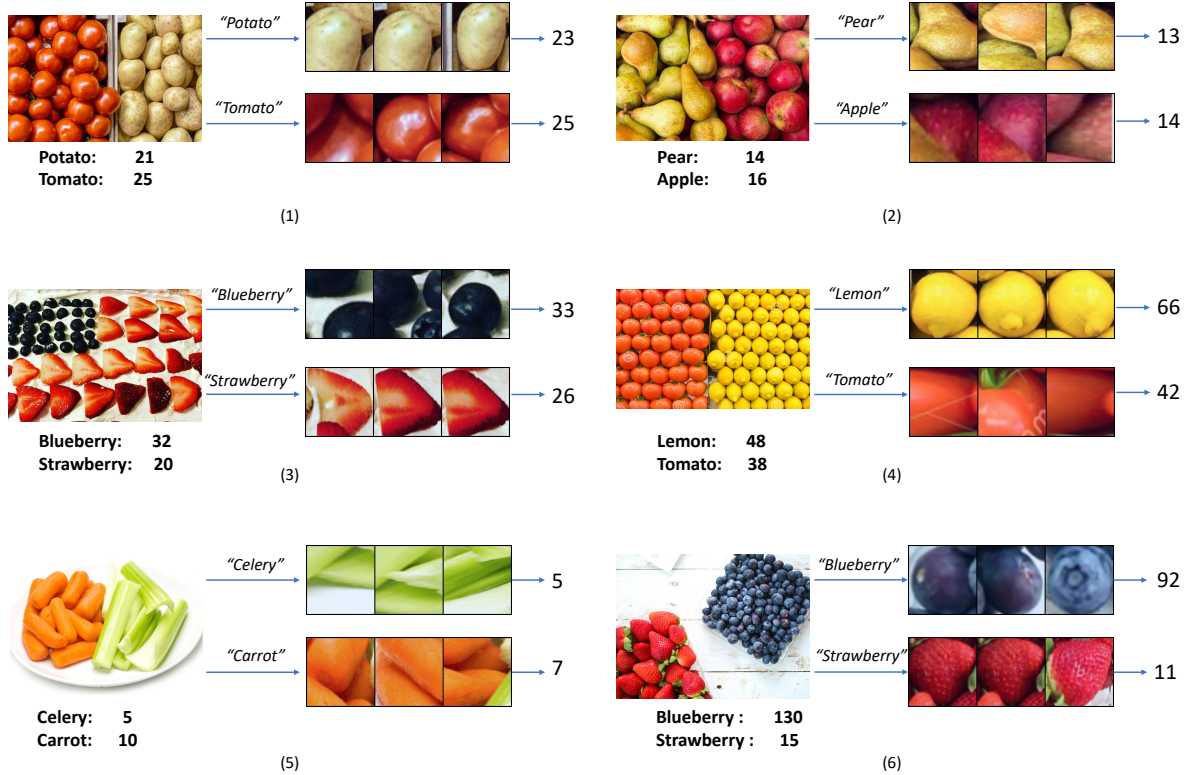 “Potato”
23
“Tomato”
25
Potato: 21
Tomato: 25
(1)
“Pear”
13
“Apple”
14
Pear: 14
Apple: 16
(2)
“Blueberry”
33
“Strawberry”
26
Blueberry: 32
Strawberry: 20
(3)
“Lemon”
66
“Tomato”
42
Lemon: 48
Tomato: 38
(4)
“Celery”
5
“Carrot”
7
Celery: 5
Carrot: 10
(5)
“Blueberry”
92
“Strawberry”
11
Blueberry : 130
Strawberry : 15
(6)